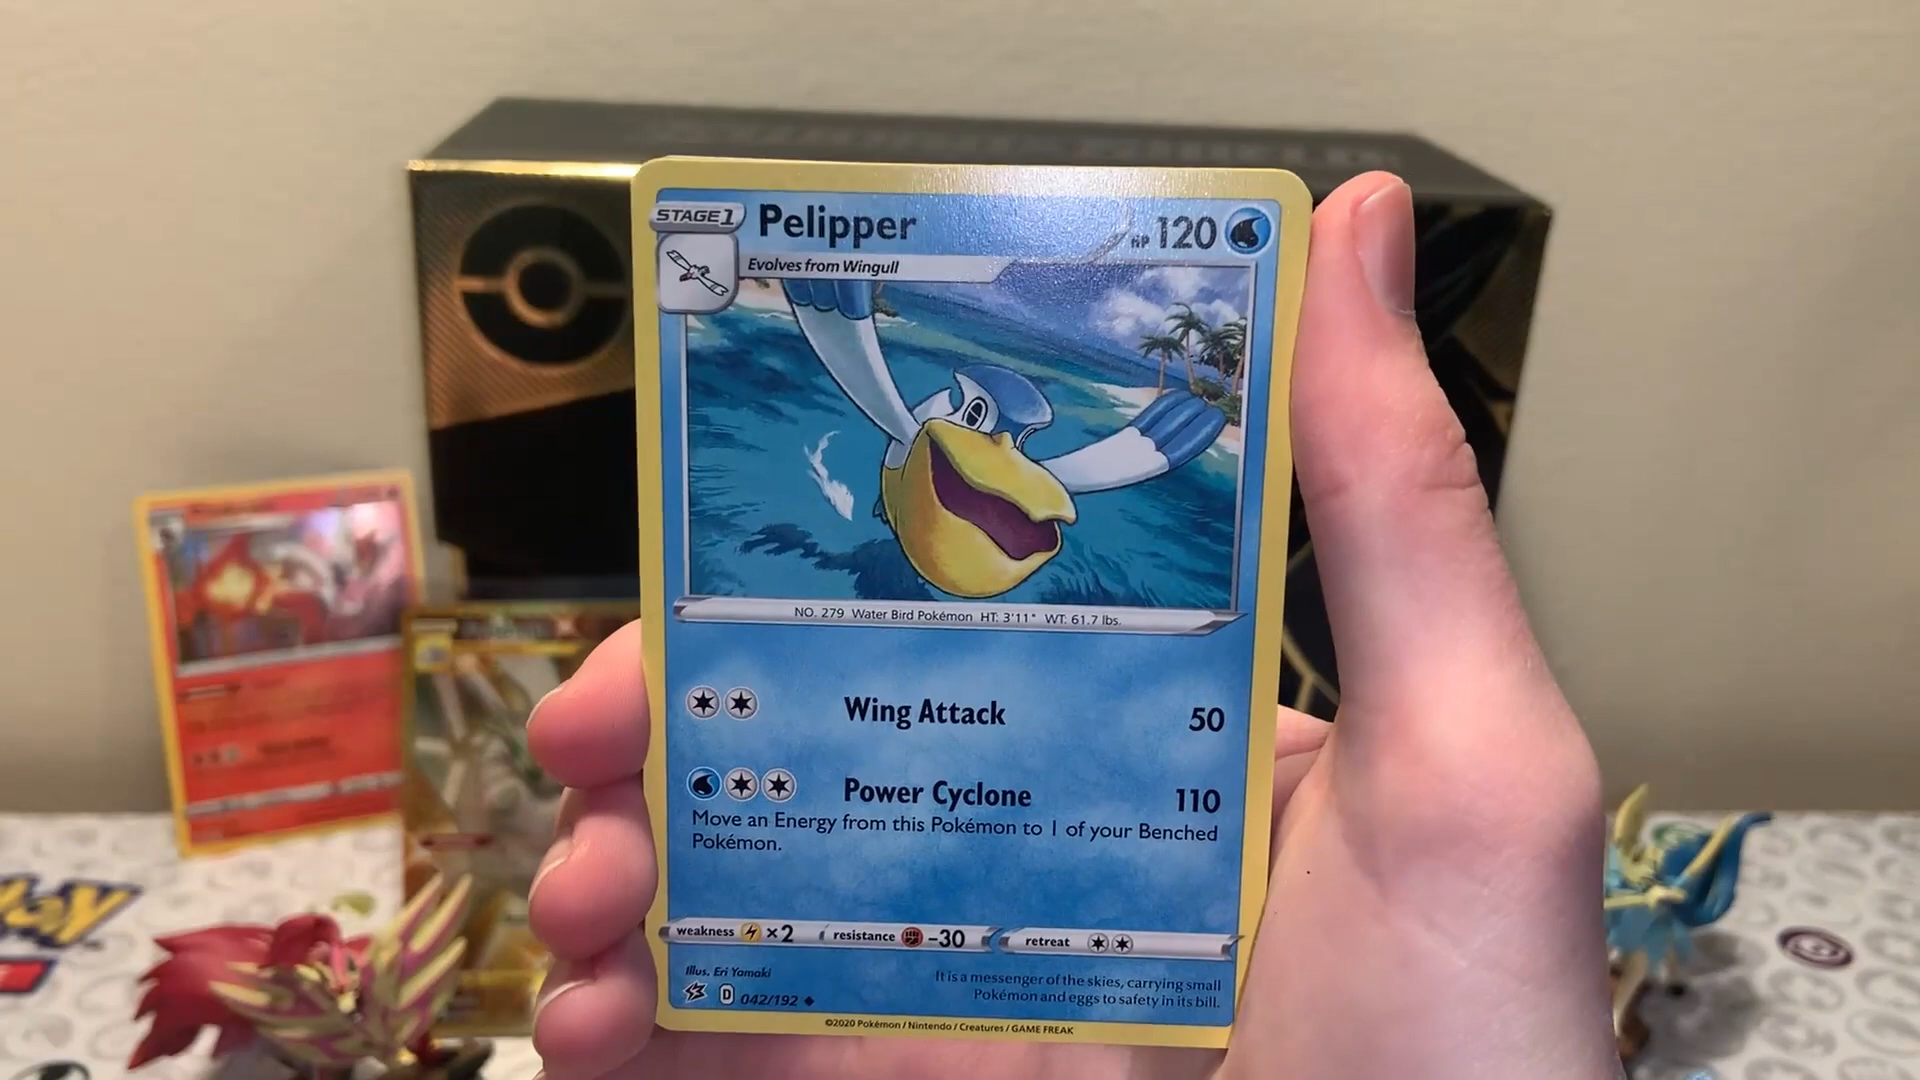 STAGE1
Pelipper
HP 120
Evolves from Wingull
NO. 279 Water Bird Pokémon HT: 3'11" WT: 61.7 lbs.
Wing Attack 50
Power Cyclone 110
Move an Energy from this Pokémon to 1 of your Benched
Pokémon.
weakness ×2 resistance -30 retreat
Illus. Eri Yamaki
It is a messenger of the skies, carrying small
Pokémon and eggs to safety in its bill.
D 042/192
©2020 Pokémon / Nintendo / Creatures / GAME FREAK